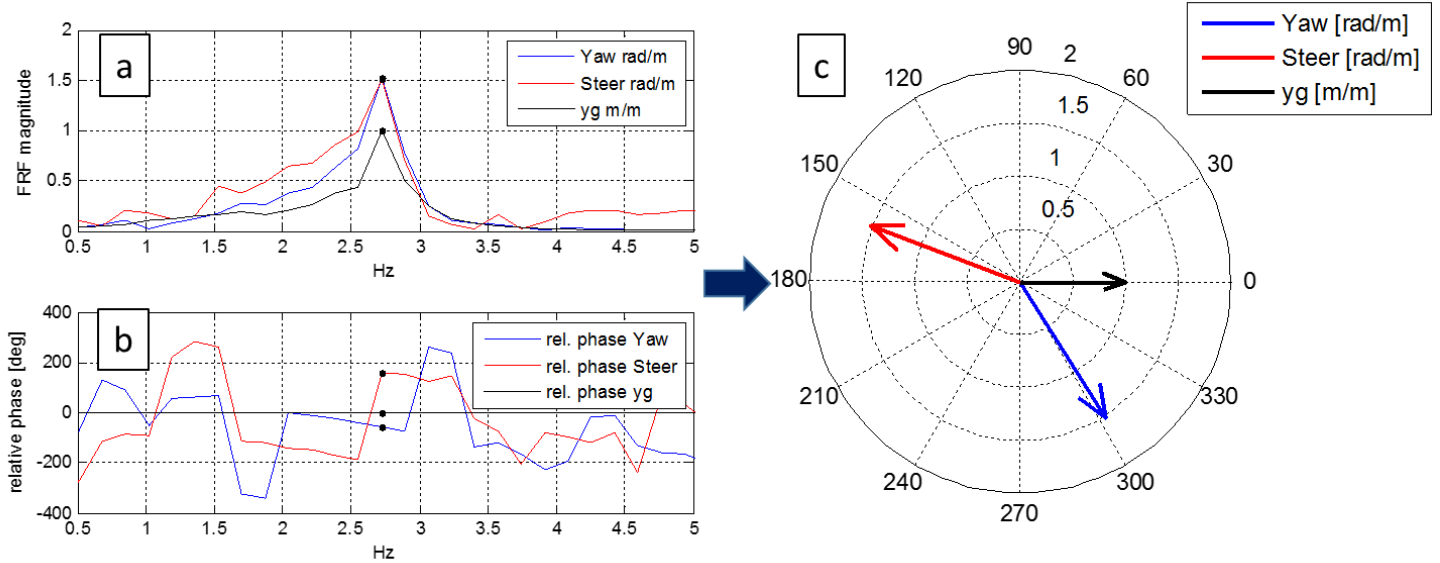 a
2
1.5
1
0.5
0
FRF magnitude
0.5 1 1.5 2 2.5 3 3.5 4 4.5 5
Hz
Yaw rad/m
Steer rad/m
yg m/m
b
400
200
0
-200
-400
relative phase [deg]
0.5 1 1.5 2 2.5 3 3.5 4 4.5 5
Hz
rel. phase Yaw
rel. phase Steer
rel. phase yg
c
Yaw [rad/m]
Steer [rad/m]
yg [m/m]
90
120 60
150 30
180 0
210 330
240 300
270
2
1.5
1
0.5